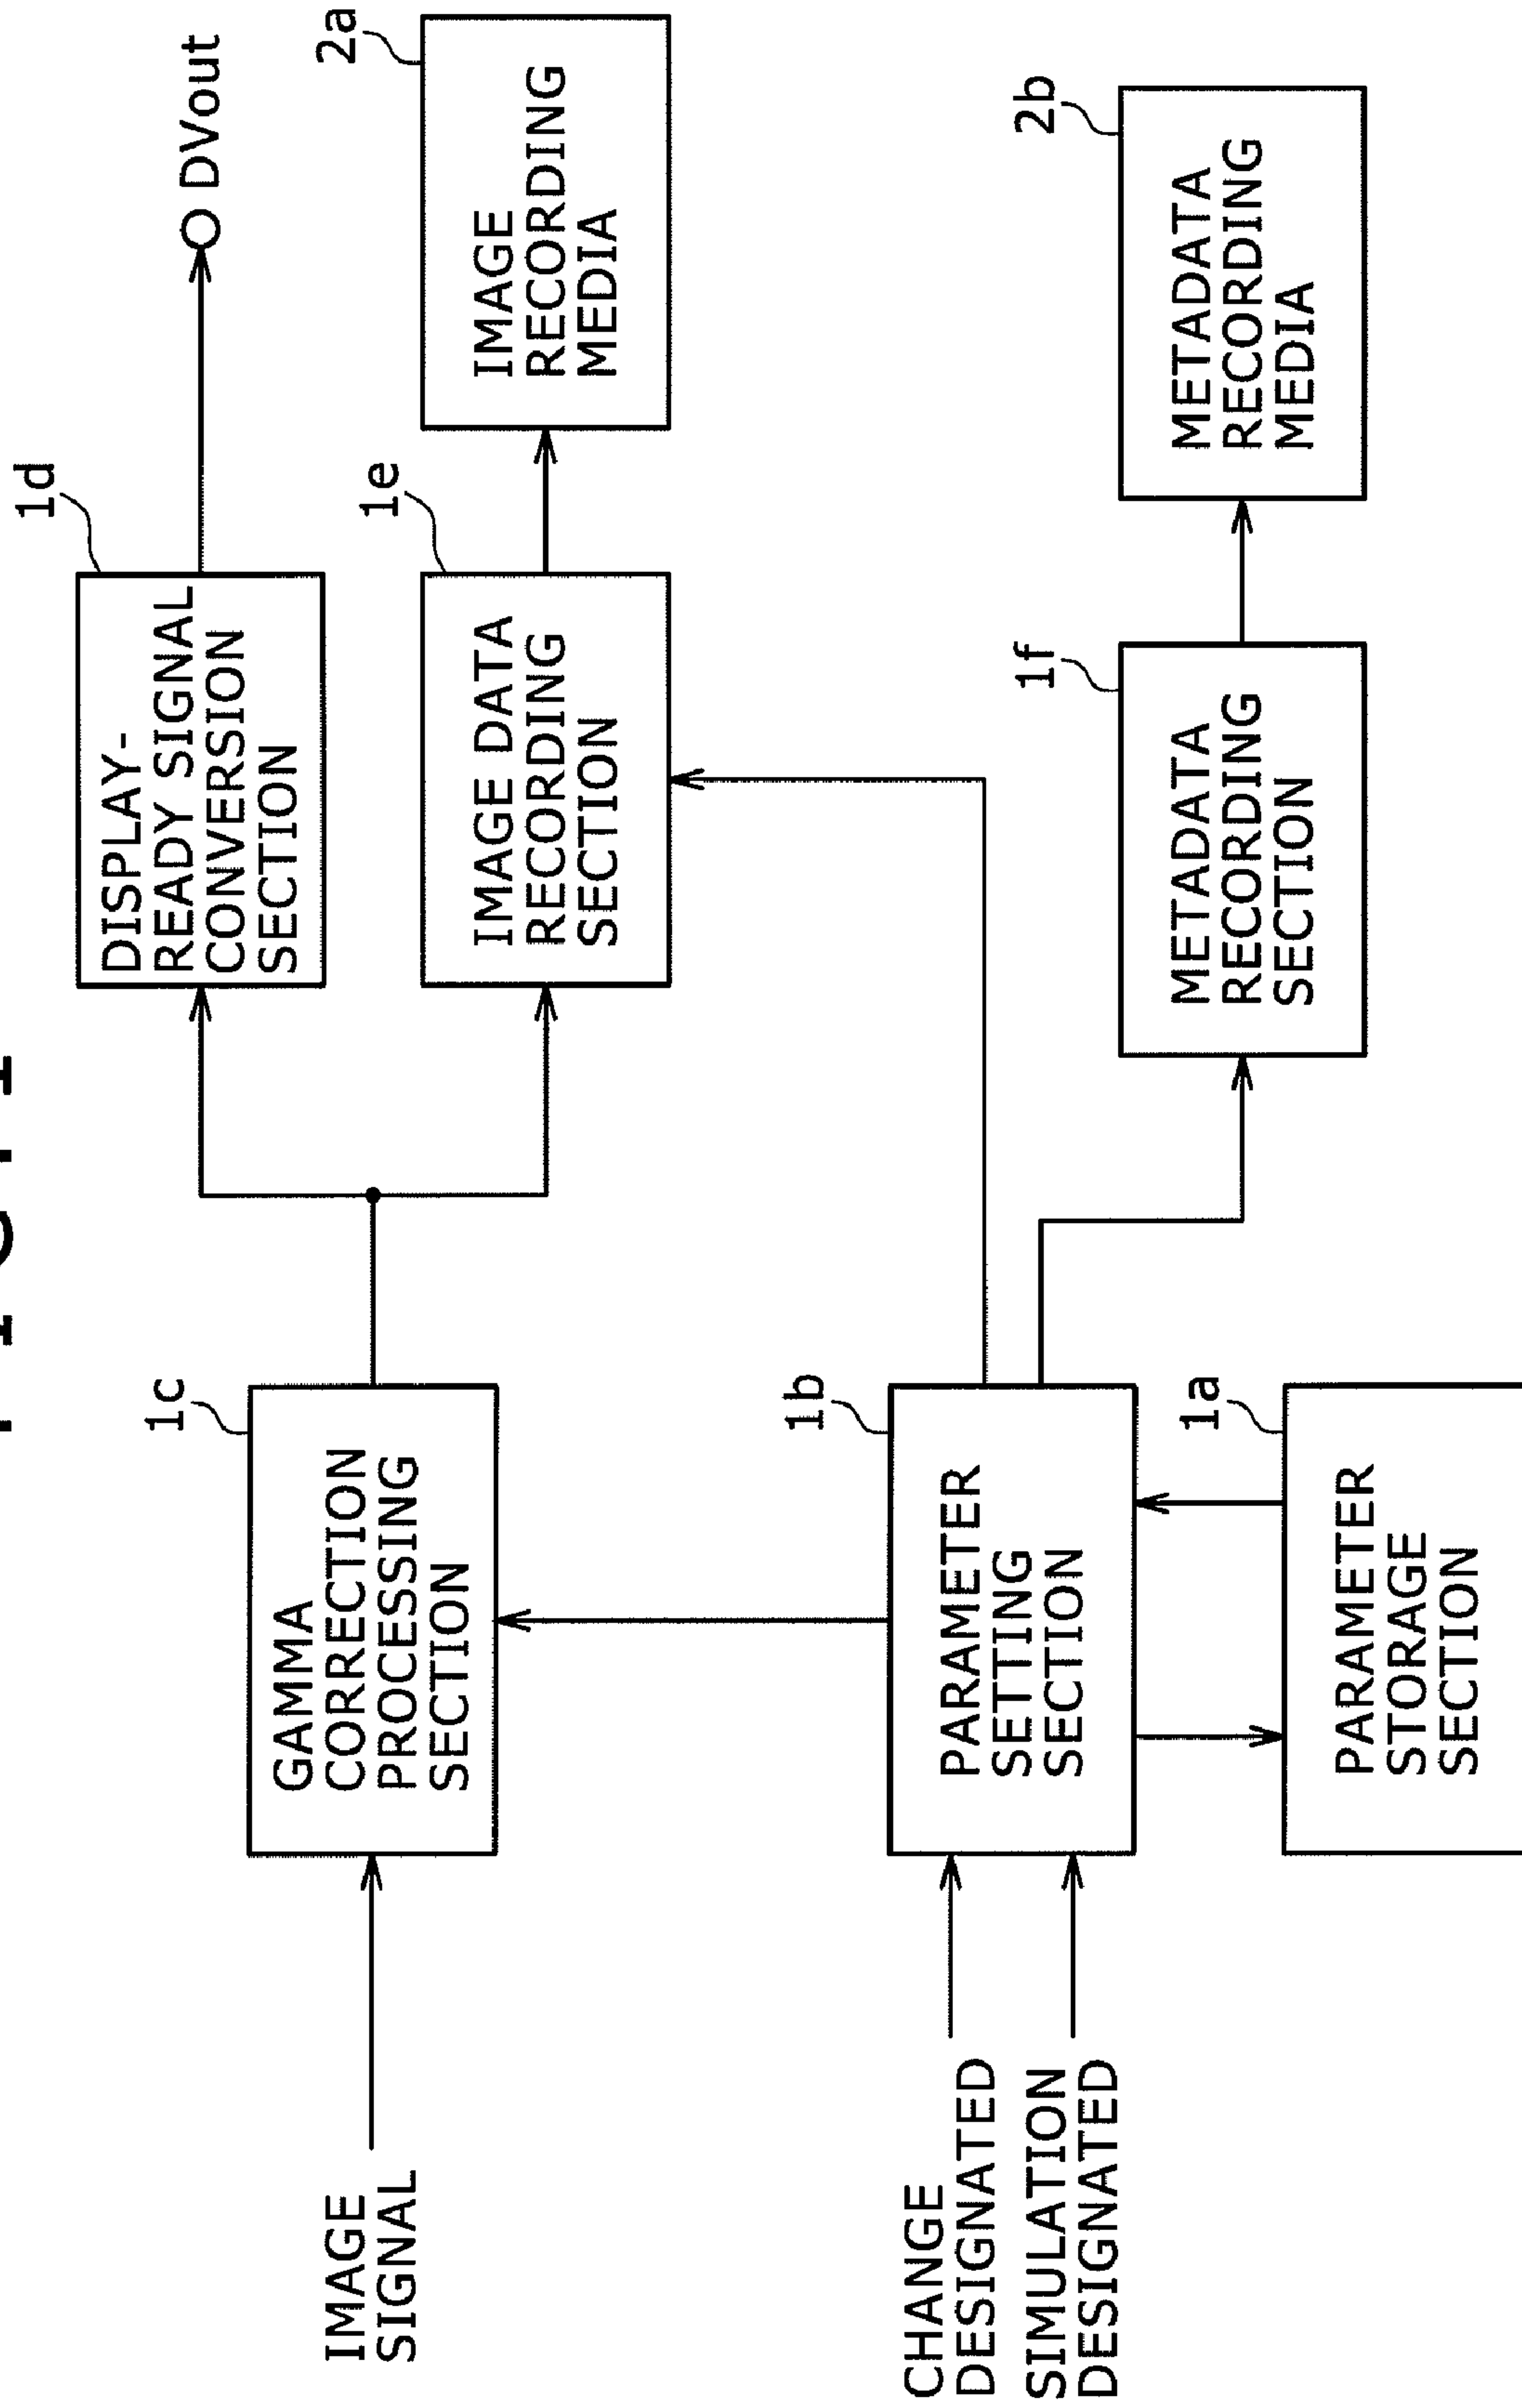 1d
DISPLAY-
READY SIGNAL
CONVERSION
SECTION
DVout
1c
GAMMA
CORRECTION
PROCESSING
SECTION
IMAGE
SIGNAL
1e
IMAGE DATA
RECORDING
SECTION
2a
IMAGE
RECORDING
MEDIA
1b
PARAMETER
SETTING
SECTION
CHANGE
DESIGNATED
SIMULATION
DESIGNATED
1f
METADATA
RECORDING
SECTION
2b
METADATA
RECORDING
MEDIA
1a
PARAMETER
STORAGE
SECTION